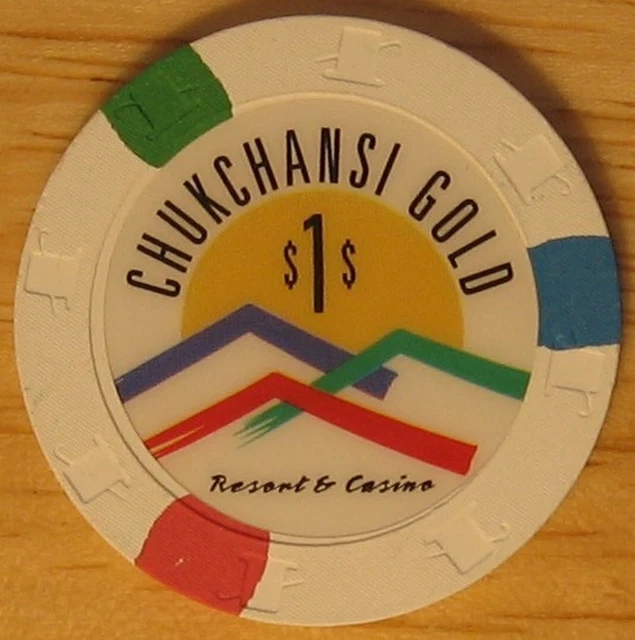 CHUKCHANSI GOLD
$1$
Resort & Casino